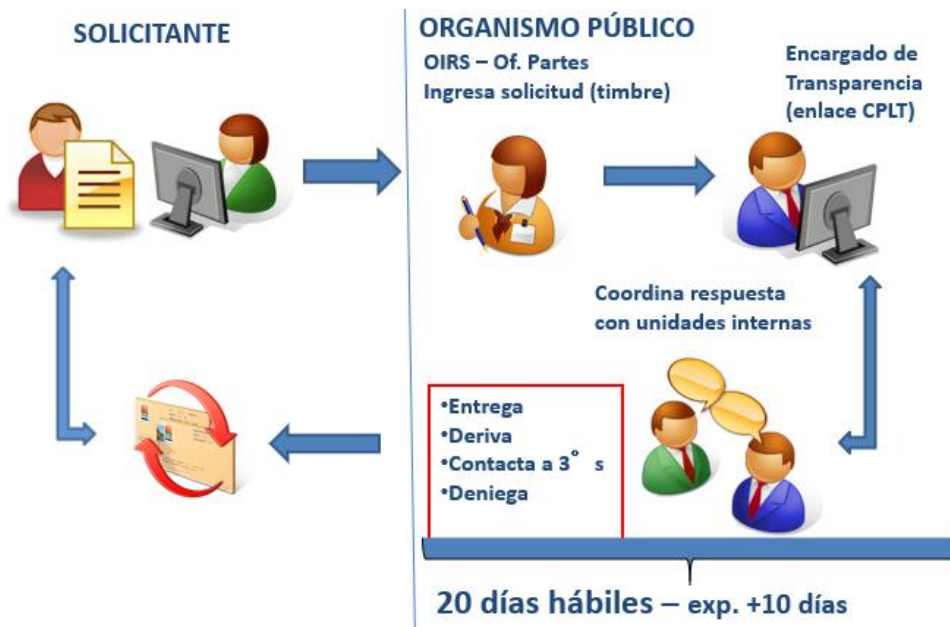 SOLICITANTE
ORGANISMO PÚBLICO
OIRS – Of. Partes
Ingresa solicitud (timbre)
Encargado de
Transparencia
(enlace CPLT)
Coordina respuesta
con unidades internas
•Entrega
•Deriva
•Contacta a 3° s
•Deniega
20 días hábiles – exp. +10 días